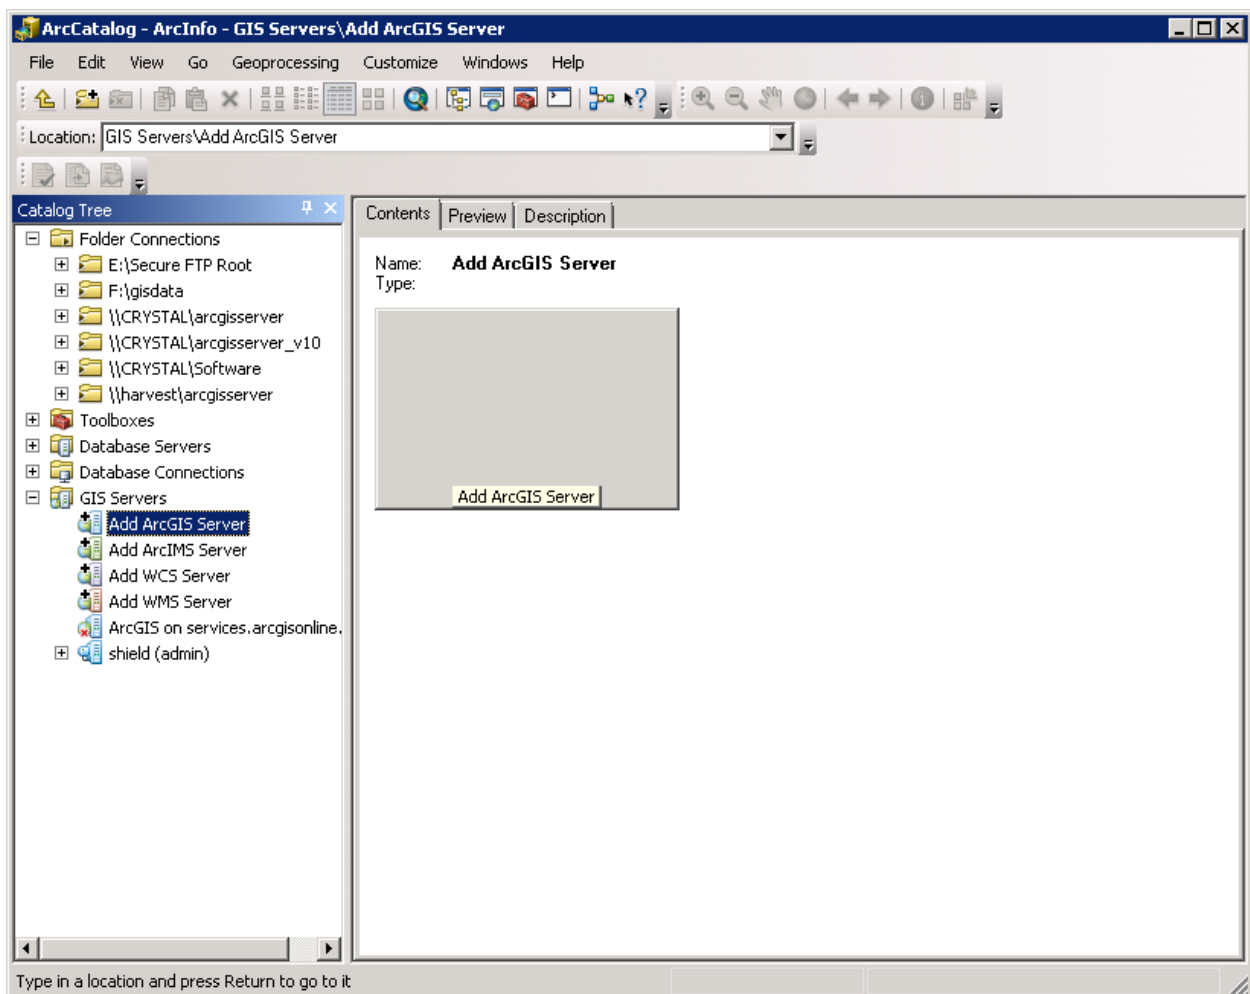 ArcCatalog - ArcInfo - GIS Servers\Add ArcGIS Server
File Edit View Go Geoprocessing Customize Windows Help
Location: GIS Servers\Add ArcGIS Server
Catalog Tree
Folder Connections
E:\Secure FTP Root
F:\gisdata
\\CRYSTAL\arcgisserver
\\CRYSTAL\arcgisserver_v10
\\CRYSTAL\Software
\\harvest\arcgisserver
Toolboxes
Database Servers
Database Connections
GIS Servers
Add ArcGIS Server
Add ArcIMS Server
Add WCS Server
Add WMS Server
ArcGIS on services.arcgisonline.
shield (admin)
Contents Preview Description
Name: Add ArcGIS Server
Type:
Add ArcGIS Server
Type in a location and press Return to go to it